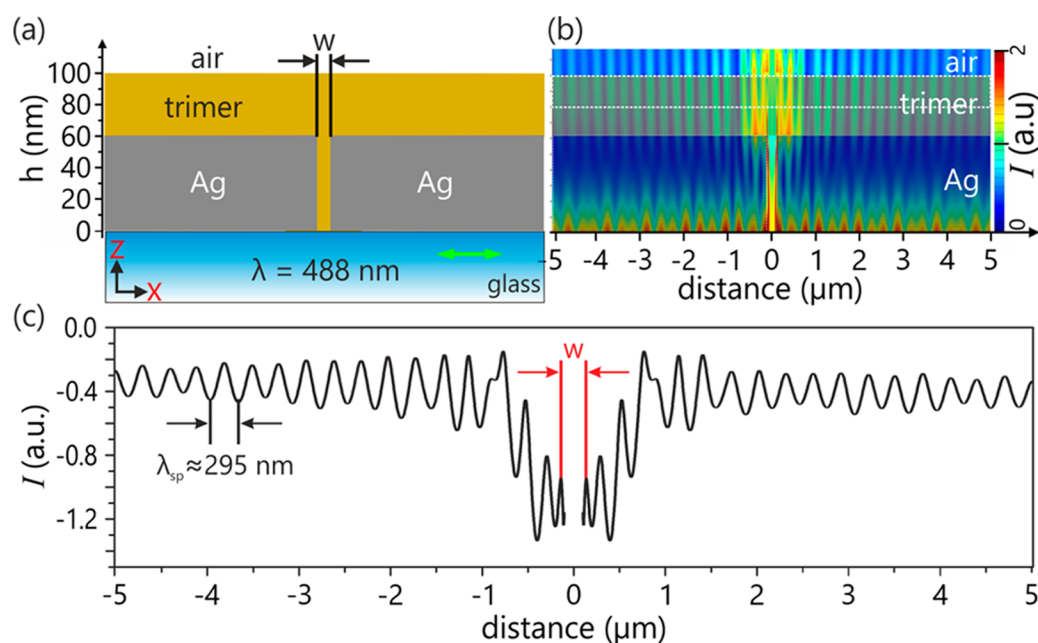 (a)
w
air
100
80
60
40
20
0
h (nm)
trimer
Ag
Ag
Z
X
λ = 488 nm
glass
(b)
air
trimer
Ag
2
0
I (a.u)
-5 -4 -3 -2 -1 0 1 2 3 4 5
distance (µm)
(c)
0.0
-0.4
-0.8
-1.2
I (a.u.)
w
λsp≈295 nm
-5 -4 -3 -2 -1 0 1 2 3 4 5
distance (µm)